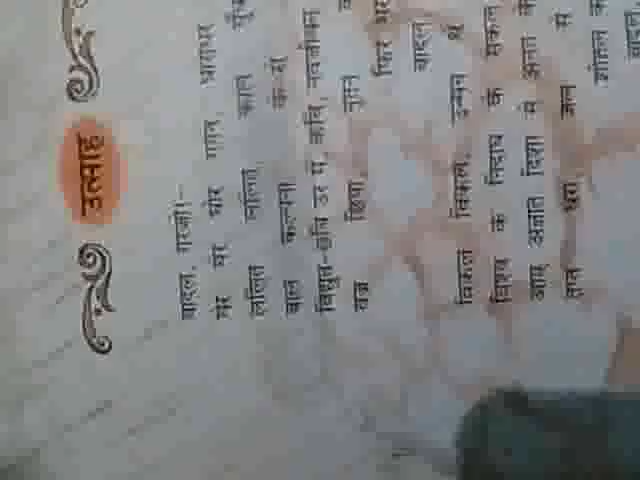 उत्साह
बादल, गरजो!—
घेर घेर घोर गगन, धाराधर
ललित ललित, काले
बाल कल्पना के-से
विद्युत-छबि उर में, कवि, नवजीवन
वज्र छिपा, नूतन
फिर भर
बादल
विकल विकल, उन्मन थे
विश्व के निदाघ के सकल
आए अज्ञात दिशा से अनंत के
तप्त धरा, जल से
शीतल कर